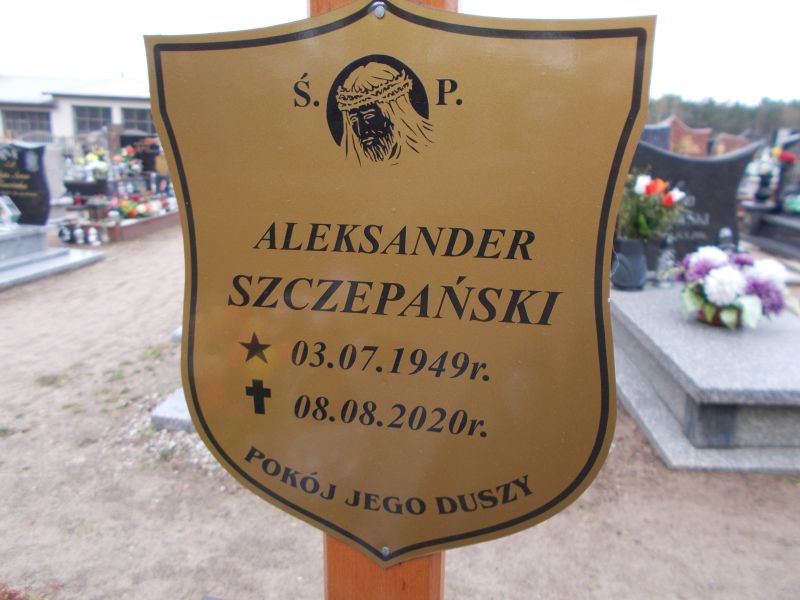 Ś. P.
ALEKSANDER
SZCZEPAŃSKI
03.07.1949r.
08.08.2020r.
POKÓJ JEGO DUSZY